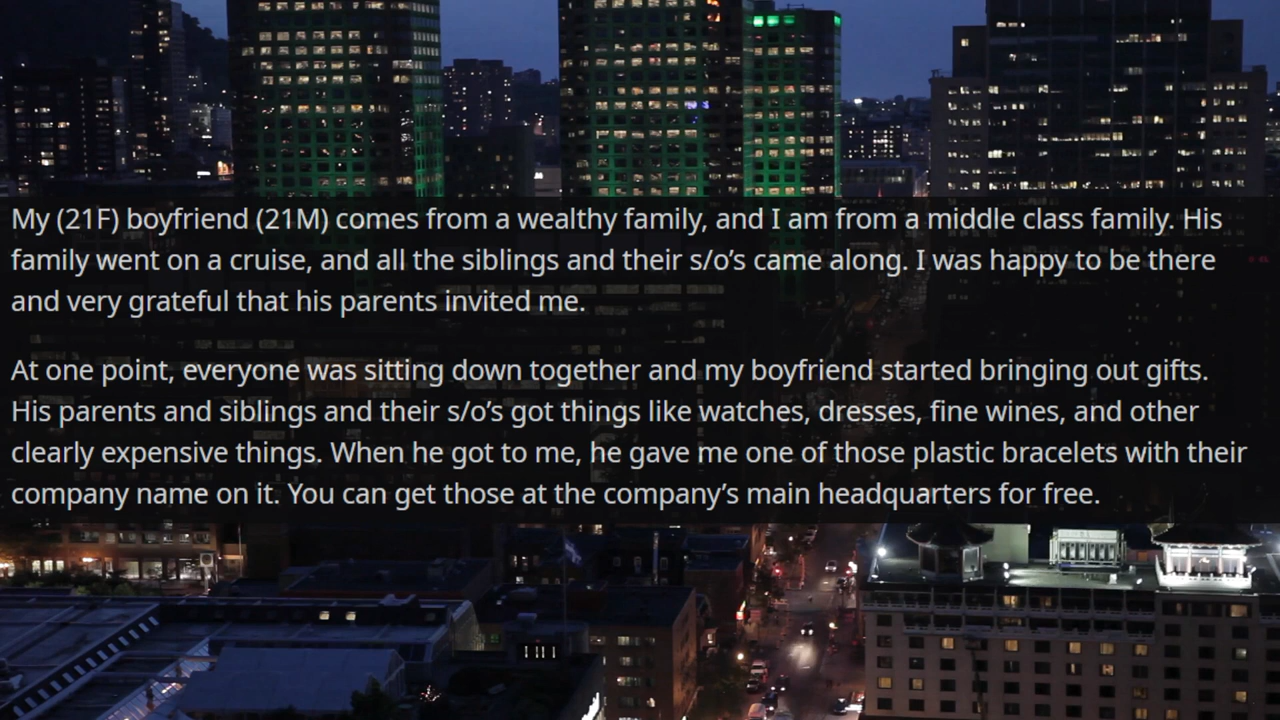 My (21F) boyfriend (21M) comes from a wealthy family, and I am from a middle class family. His
family went on a cruise, and all the siblings and their s/o’s came along. I was happy to be there
and very grateful that his parents invited me.
At one point, everyone was sitting down together and my boyfriend started bringing out gifts.
His parents and siblings and their s/o’s got things like watches, dresses, fine wines, and other
clearly expensive things. When he got to me, he gave me one of those plastic bracelets with their
company name on it. You can get those at the company’s main headquarters for free.